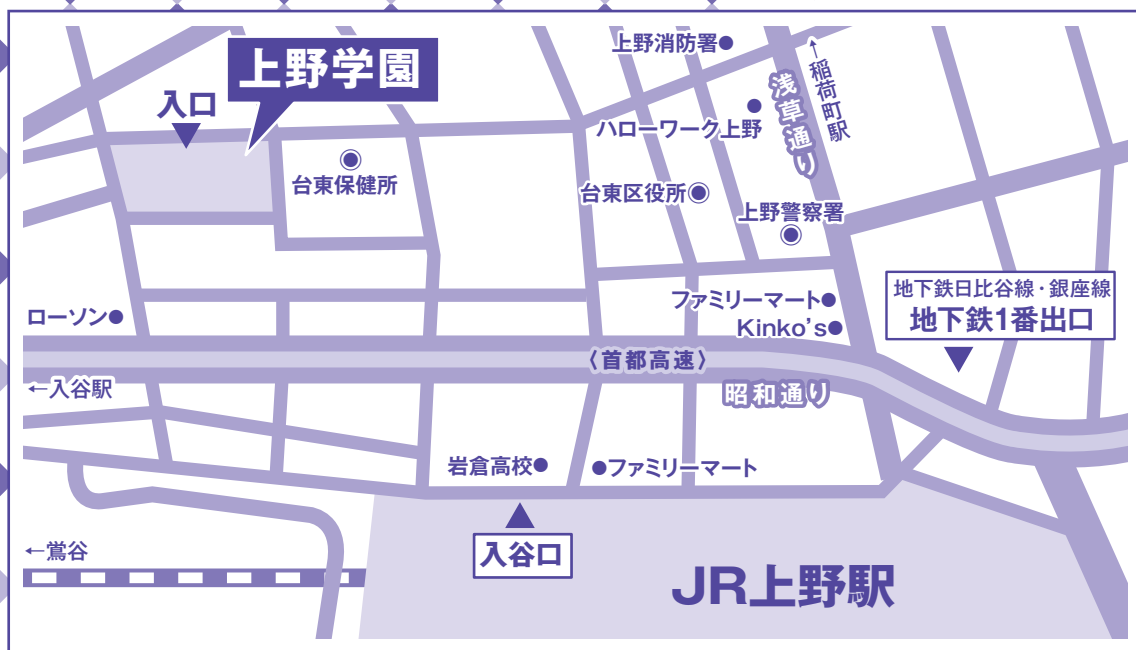 上野消防署
上野学園
入口
↑稲荷町駅
浅草通り
ハローワーク上野
台東保健所
台東区役所
上野警察署
地下鉄日比谷線・銀座線
地下鉄1番出口
ファミリーマート
ローソン
Kinko's
〈首都高速〉
←入谷駅
昭和通り
岩倉高校
ファミリーマート
入谷口
←鶯谷
JR上野駅